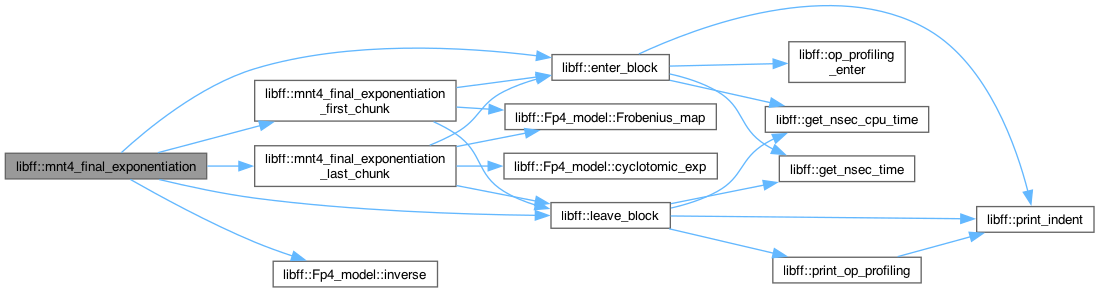 libff::mnt4_final_exponentiation
libff::mnt4_final_exponentiation
_first_chunk
libff::mnt4_final_exponentiation
_last_chunk
libff::Fp4_model::inverse
libff::enter_block
libff::Fp4_model::Frobenius_map
libff::Fp4_model::cyclotomic_exp
libff::leave_block
libff::op_profiling
_enter
libff::get_nsec_cpu_time
libff::get_nsec_time
libff::print_op_profiling
libff::print_indent